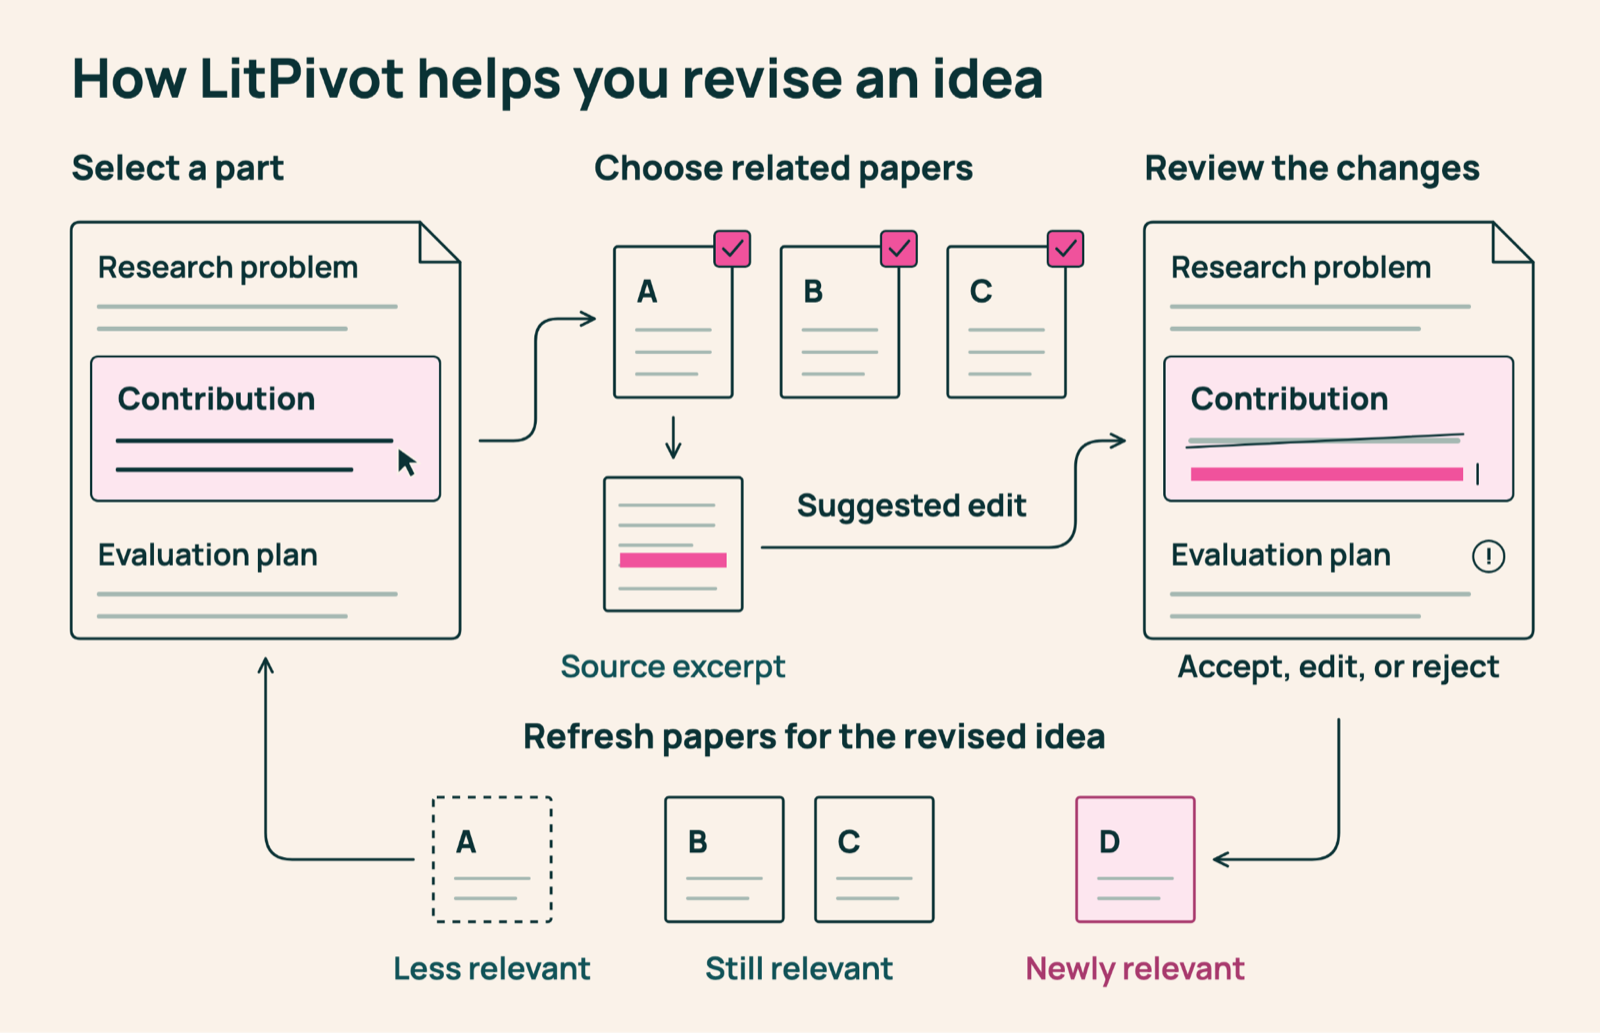 How LitPivot helps you revise an idea
Select a part
Choose related papers
Review the changes
Research problem
Contribution
Evaluation plan
A
B
C
Source excerpt
Suggested edit
Research problem
Contribution
Evaluation plan
!
Accept, edit, or reject
Refresh papers for the revised idea
A
B
C
D
Less relevant
Still relevant
Newly relevant